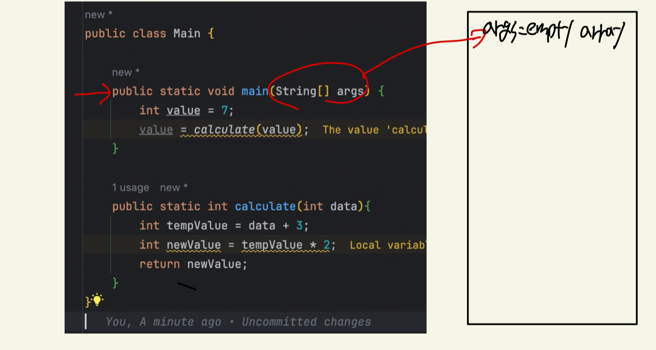 new *
public class Main {
new *
public static void main(String[] args) {
int value = 7;
value = calculate(value);  The value 'calcul
}
1 usage   new *
public static int calculate(int data){
int tempValue = data + 3;
int newValue = tempValue * 2;  Local variabl
return newValue;
}
}
You, A minute ago • Uncommitted changes
args=empty array